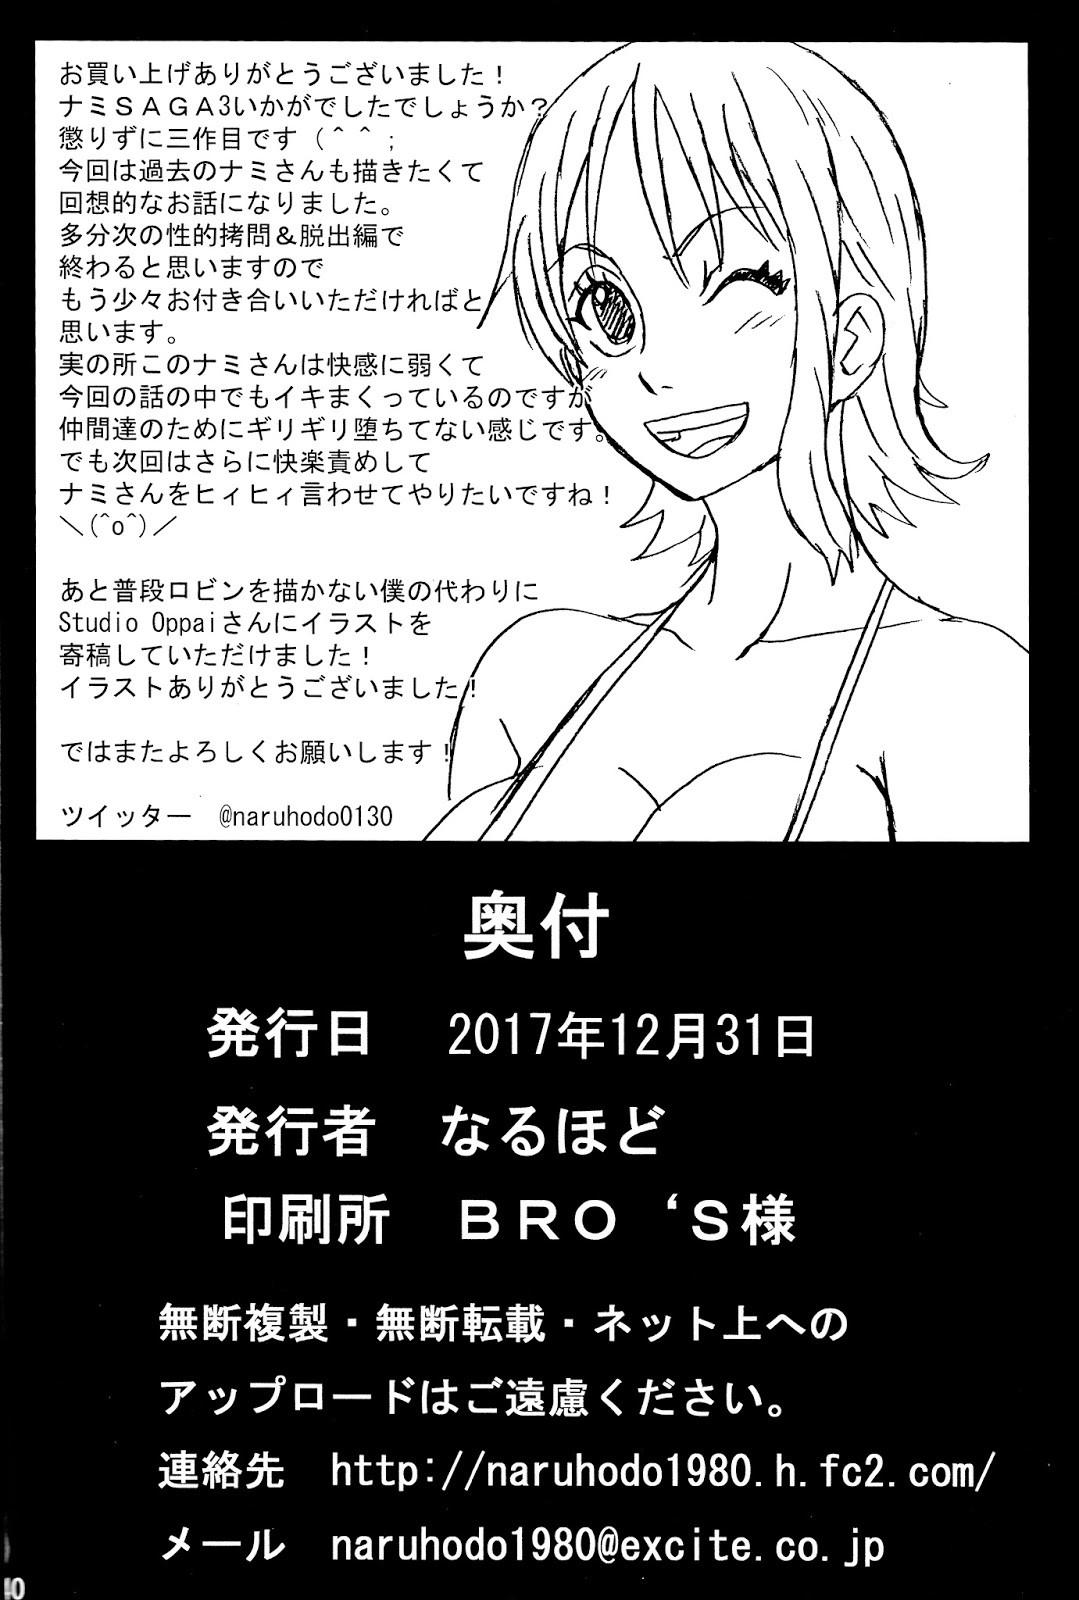 お買い上げありがとうございました！
ナミＳＡＧＡ3いかがでしたでしょうか？
懲りずに三作目です（＾＾；
今回は過去のナミさんも描きたくて
回想的なお話になりました。
多分次の性的拷問＆脱出編で
終わると思いますので
もう少々お付き合いいただければと
思います。
実の所このナミさんは快感に弱くて
今回の話の中でもイキまくっているのですが
仲間達のためにギリギリ堕ちてない感じです。
でも次回はさらに快楽責めして
ナミさんをヒィヒィ言わせてやりたいですね！
＼(^o^)／
あと普段ロビンを描かない僕の代わりに
Studio Oppaiさんにイラストを
寄稿していただけました！
イラストありがとうございました！
ではまたよろしくお願いします！
ツイッター　@naruhodo0130
奥付
発行日　2017年12月31日
発行者　なるほど
印刷所　ＢＲＯ‘Ｓ様
無断複製・無断転載・ネット上への
アップロードはご遠慮ください。
連絡先　http://naruhodo1980.h.fc2.com/
メール　naruhodo1980@excite.co.jp
40